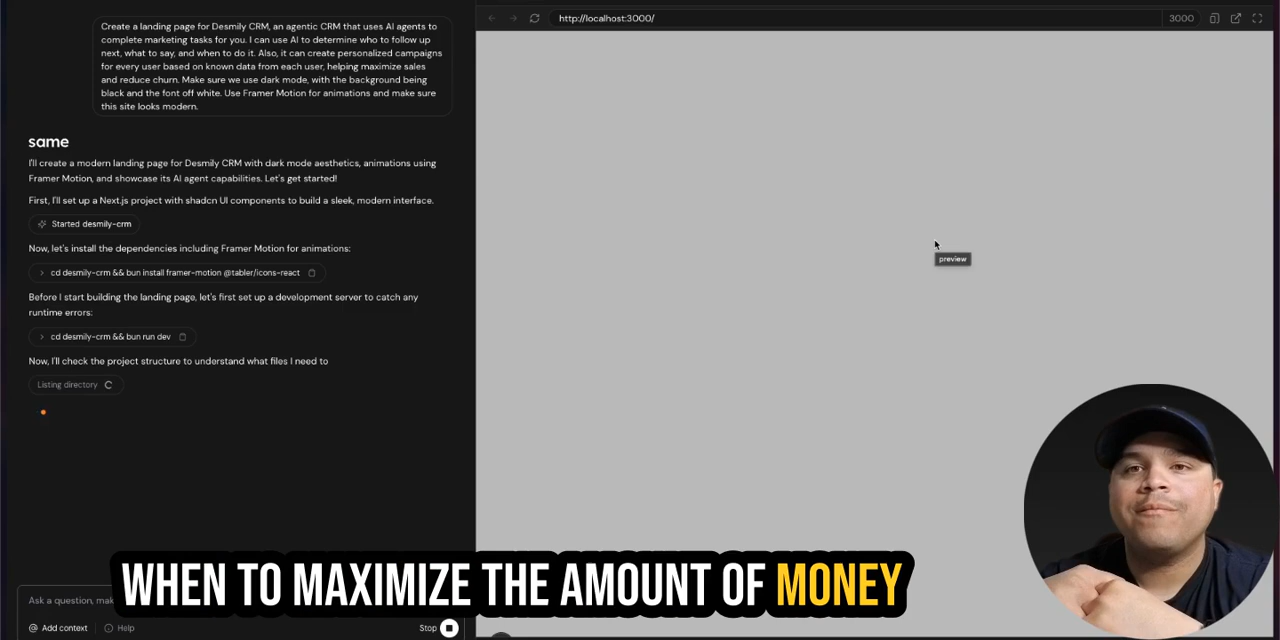 Create a landing page for Desmily CRM, an agentic CRM that uses AI agents to
complete marketing tasks for you. I can use AI to determine who to follow up
next, what to say, and when to do it. Also, it can create personalized campaigns
for every user based on known data from each user, helping maximize sales
and reduce churn. Make sure we use dark mode, with the background being
black and the font off white. Use Framer Motion for animations and make sure
this site looks modern.
same
I'll create a modern landing page for Desmily CRM with dark mode aesthetics, animations using
Framer Motion, and showcase its AI agent capabilities. Let's get started!
First, I'll set up a Next.js project with shadcn UI components to build a sleek, modern interface.
Started desmily-crm
Now, let's install the dependencies including Framer Motion for animations:
cd desmily-crm && bun install framer-motion @tabler/icons-react
Before I start building the landing page, let's first set up a development server to catch any
runtime errors:
cd desmily-crm && bun run dev
Now, I'll check the project structure to understand what files I need to
Listing directory
Ask a question, mak
Add context
Help
Stop
http://localhost:3000/
3000
preview
WHEN TO MAXIMIZE THE AMOUNT OF MONEY